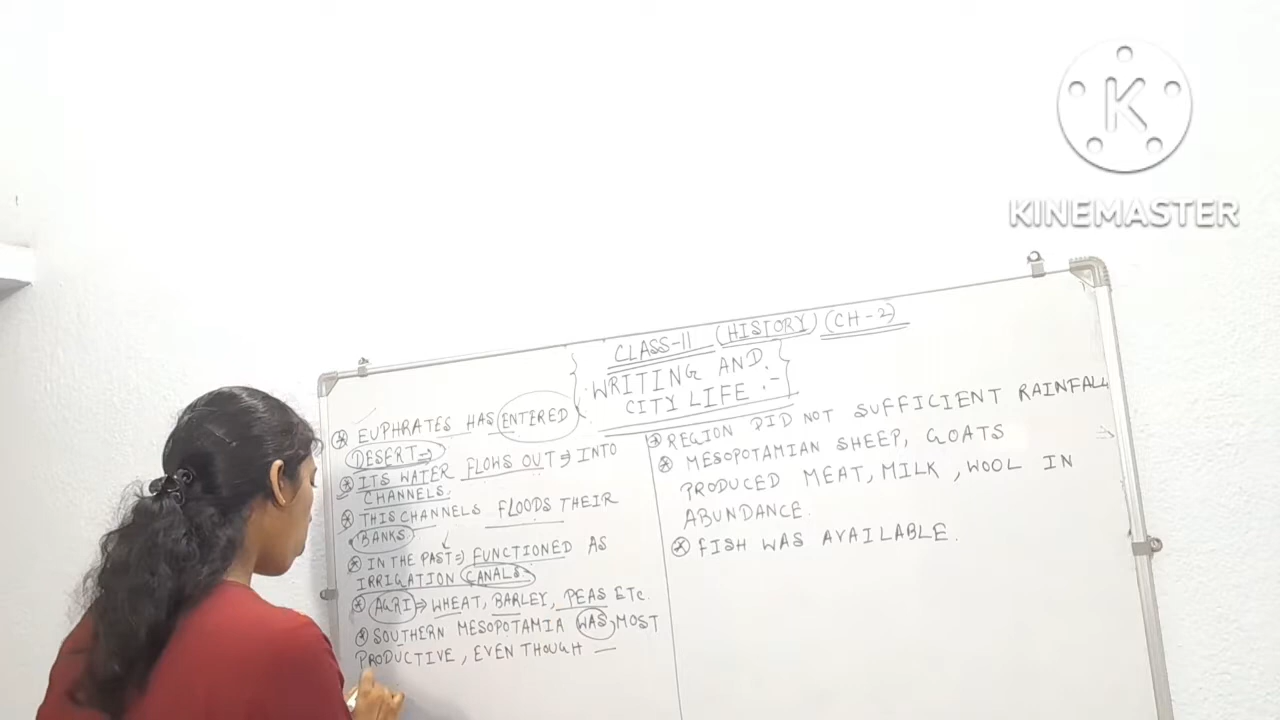 KINEMASTER
CLASS-11 (HISTORY) (CH-2)
WRITING AND
CITY LIFE :-
EUPHRATES HAS ENTERED
DESERT ⇒
ITS WATER FLOWS OUT ⇒ INTO
CHANNELS.
THIS CHANNELS FLOODS THEIR
BANKS.
IN THE PAST ⇒ FUNCTIONED AS
IRRIGATION CANALS
AGRI ⇒ WHEAT, BARLEY, PEAS ETC.
SOUTHERN MESOPOTAMIA WAS MOST
PRODUCTIVE, EVEN THOUGH —
REGION DID NOT SUFFICIENT RAINFALL
MESOPOTAMIAN SHEEP, GOATS
PRODUCED MEAT, MILK, WOOL IN
ABUNDANCE.
FISH WAS AVAILABLE.